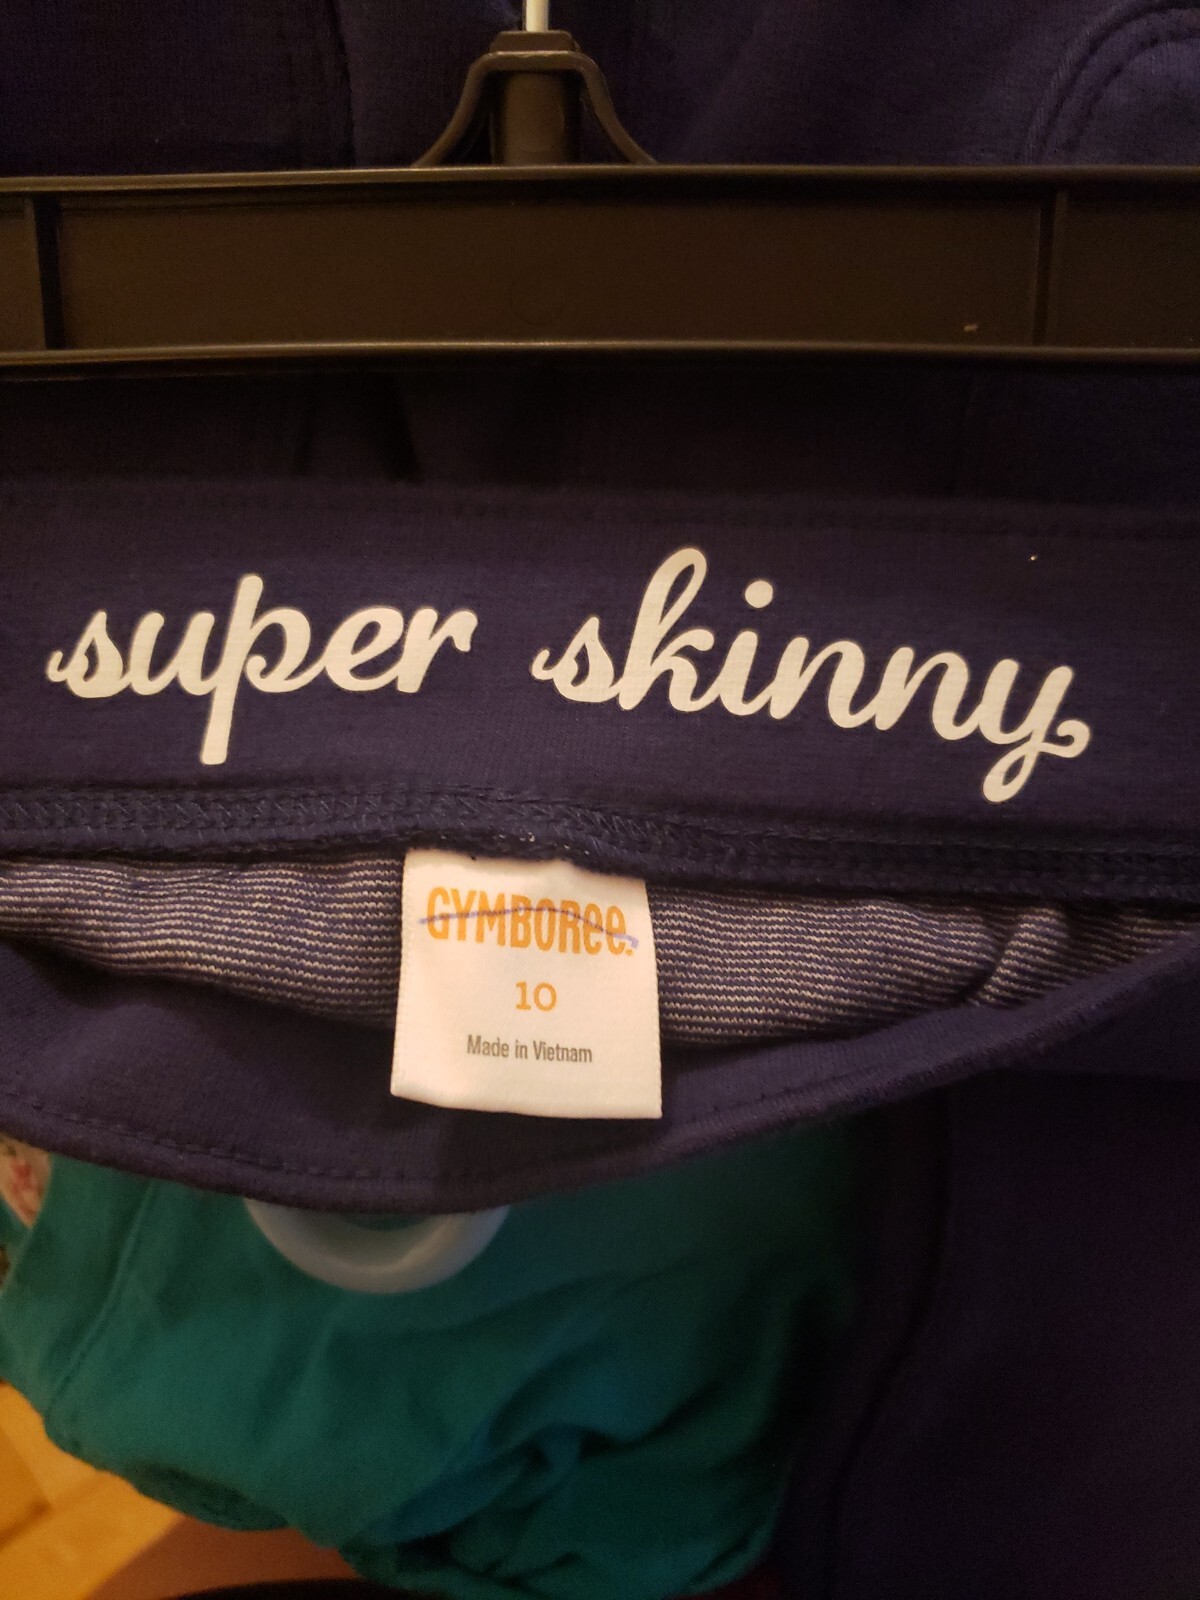 super skinny
GYMBOREE.
10
Made in Vietnam